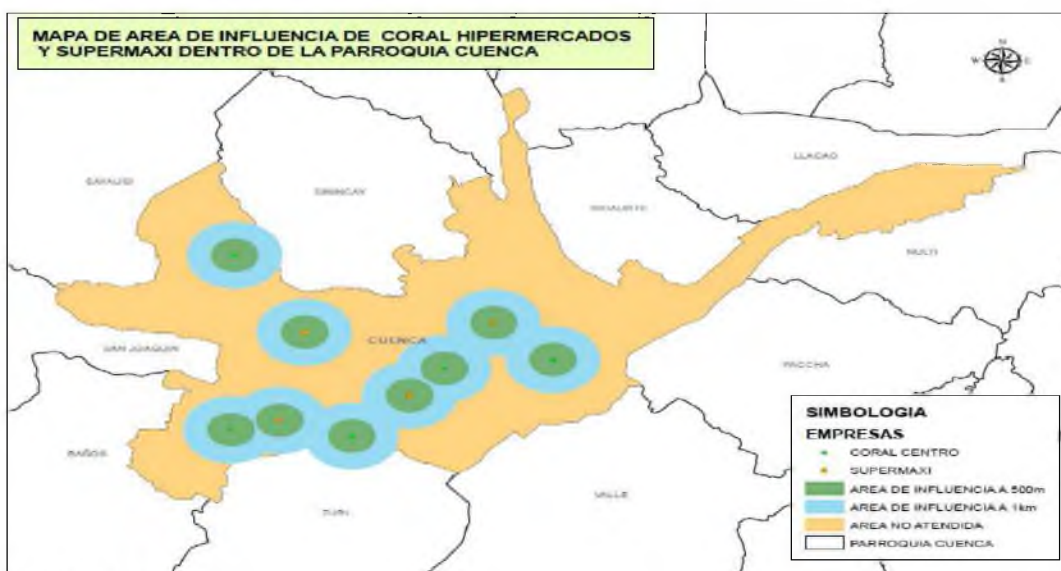 MAPA DE AREA DE INFLUENCIA DE CORAL HIPERMERCADOS
Y SUPERMAXI DENTRO DE LA PARROQUIA CUENCA
N
W
E
S
LLACAO
SAYAUSI
SININCAY
RICAURTE
NULTI
CUENCA
SAN JOAQUIN
PACCHA
BAÑOS
VALLE
TURI
SIMBOLOGIA
EMPRESAS
CORAL CENTRO
SUPERMAXI
AREA DE INFLUENCIA A 500m
AREA DE INFLUENCIA A 1km
AREA NO ATENDIDA
PARROQUIA CUENCA